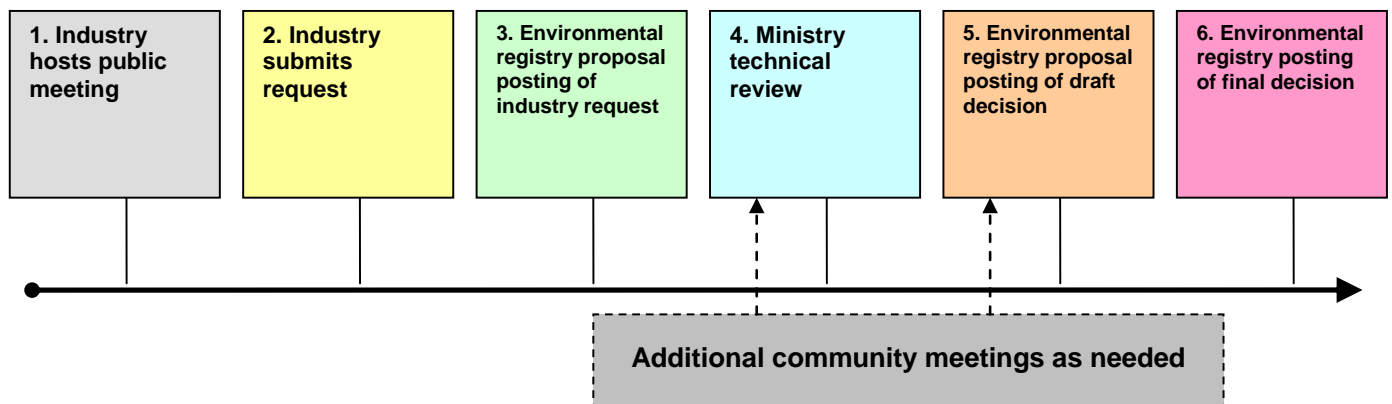 1. Industry
hosts public
meeting
2. Industry
submits
request
3. Environmental
registry proposal
posting of
industry request
4. Ministry
technical
review
5. Environmental
registry proposal
posting of draft
decision
6. Environmental
registry posting
of final decision
Additional community meetings as needed